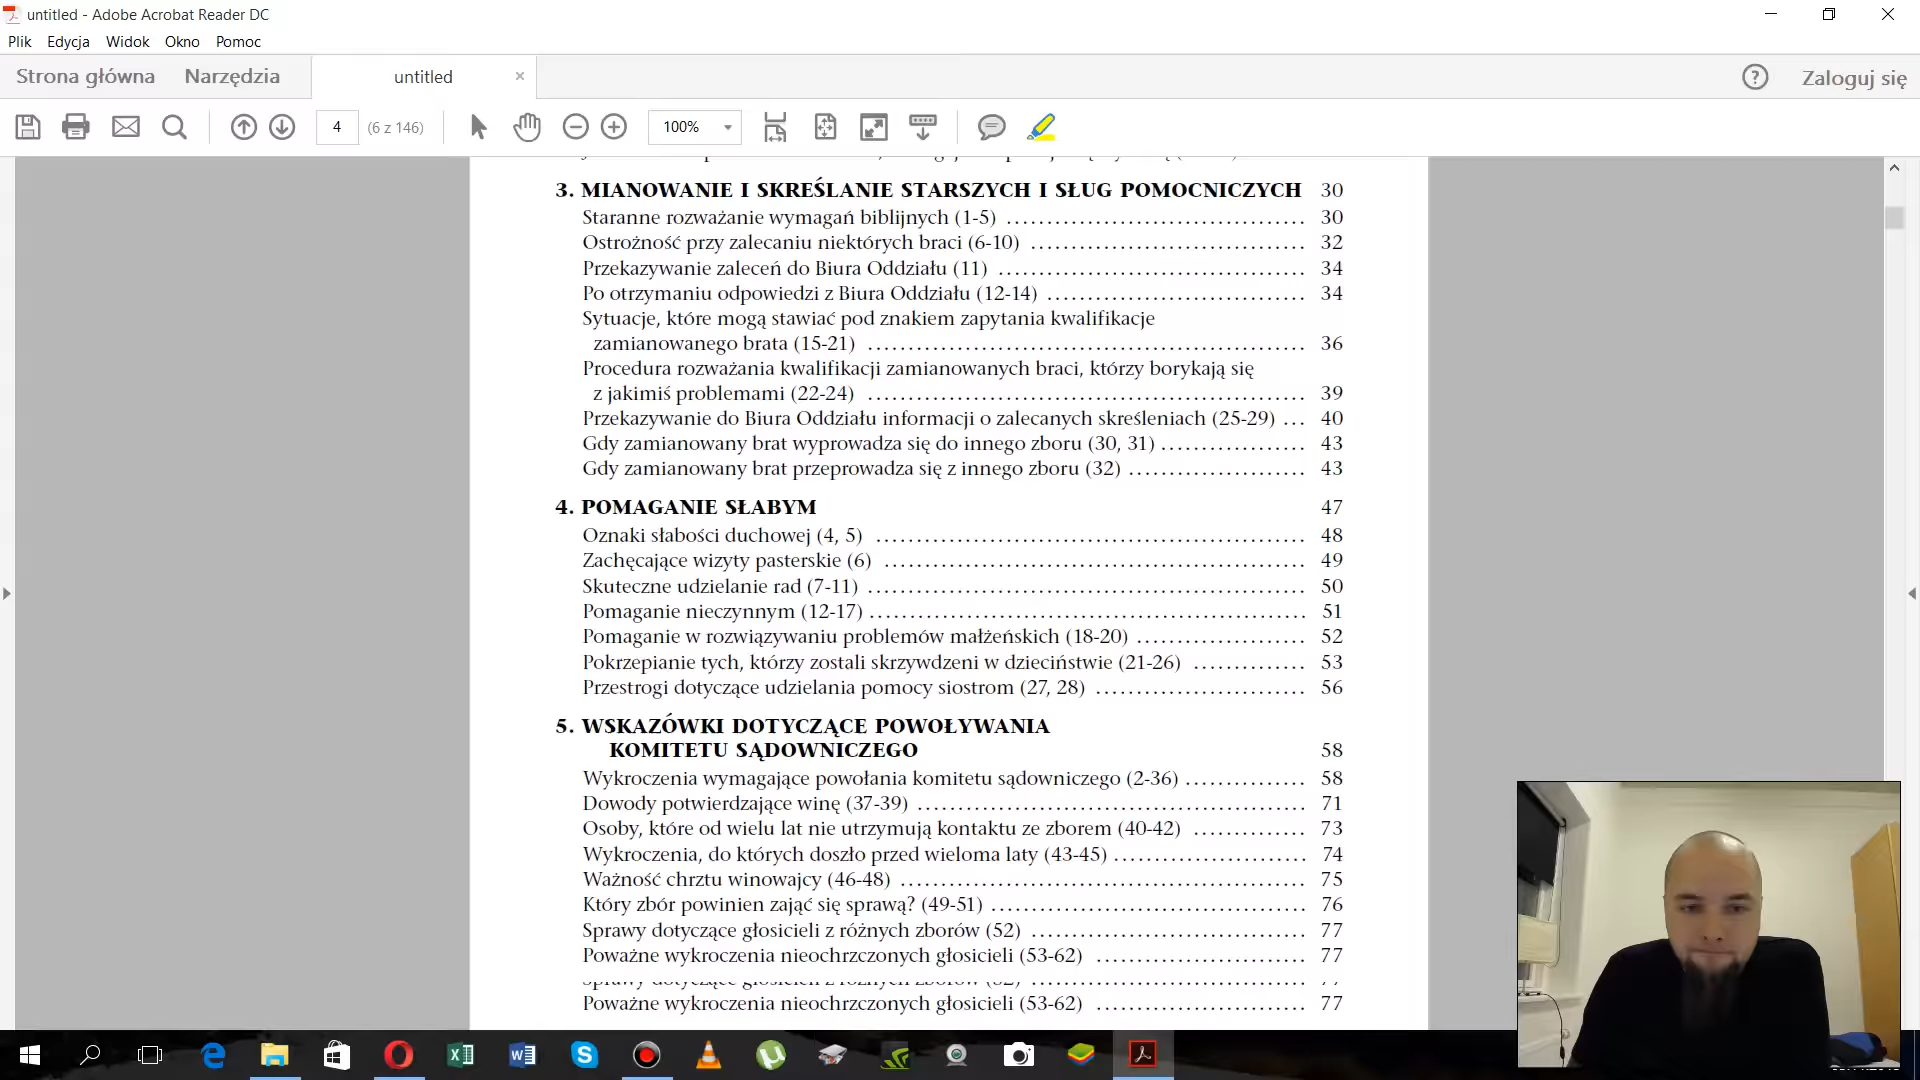 untitled - Adobe Acrobat Reader DC
Plik Edycja Widok Okno Pomoc
Strona główna Narzędzia untitled × Zaloguj się
4 (6 z 146) 100%
3. MIANOWANIE I SKREŚLANIE STARSZYCH I SŁUG POMOCNICZYCH 30
Staranne rozważanie wymagań biblijnych (1-5) 30
Ostrożność przy zalecaniu niektórych braci (6-10) 32
Przekazywanie zaleceń do Biura Oddziału (11) 34
Po otrzymaniu odpowiedzi z Biura Oddziału (12-14) 34
Sytuacje, które mogą stawiać pod znakiem zapytania kwalifikacje
zamianowanego brata (15-21) 36
Procedura rozważania kwalifikacji zamianowanych braci, którzy borykają się
z jakimiś problemami (22-24) 39
Przekazywanie do Biura Oddziału informacji o zalecanych skreśleniach (25-29) ... 40
Gdy zamianowany brat wyprowadza się do innego zboru (30, 31) 43
Gdy zamianowany brat przeprowadza się z innego zboru (32) 43
4. POMAGANIE SŁABYM 47
Oznaki słabości duchowej (4, 5) 48
Zachęcające wizyty pasterskie (6) 49
Skuteczne udzielanie rad (7-11) 50
Pomaganie nieczynnym (12-17) 51
Pomaganie w rozwiązywaniu problemów małżeńskich (18-20) 52
Pokrzepianie tych, którzy zostali skrzywdzeni w dzieciństwie (21-26) 53
Przestrogi dotyczące udzielania pomocy siostrom (27, 28) 56
5. WSKAZÓWKI DOTYCZĄCE POWOŁYWANIA
KOMITETU SĄDOWNICZEGO 58
Wykroczenia wymagające powołania komitetu sądowniczego (2-36) 58
Dowody potwierdzające winę (37-39) 71
Osoby, które od wielu lat nie utrzymują kontaktu ze zborem (40-42) 73
Wykroczenia, do których doszło przed wieloma laty (43-45) 74
Ważność chrztu winowajcy (46-48) 75
Który zbór powinien zająć się sprawą? (49-51) 76
Sprawy dotyczące głosicieli z różnych zborów (52) 77
Poważne wykroczenia nieochrzczonych głosicieli (53-62) 77
Poważne wykroczenia nieochrzczonych głosicieli (53-62) 77